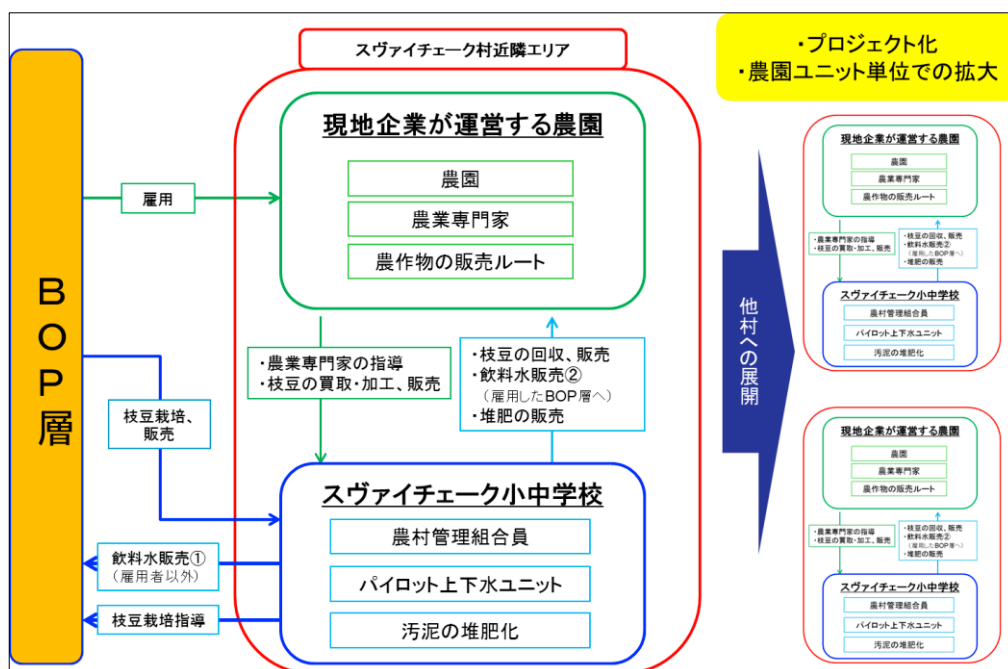 BOP層
スヴァイチェーク村近隣エリア
現地企業が運営する農園
農園
農業専門家
農作物の販売ルート
雇用
・農業専門家の指導
・枝豆の買取・加工、販売
・枝豆の回収、販売
・飲料水販売②
(雇用したBOP層へ)
・堆肥の販売
枝豆栽培、
販売
スヴァイチェーク小中学校
農村管理組合員
パイロット上下水ユニット
汚泥の堆肥化
飲料水販売①
(雇用者以外)
枝豆栽培指導
他村への展開
・プロジェクト化
・農園ユニット単位での拡大
現地企業が運営する農園
農園
農業専門家
農作物の販売ルート
・農業専門家の指導
・枝豆の買取・加工、販売
・枝豆の回収、販売
・飲料水販売②
(雇用したBOP層へ)
・堆肥の販売
スヴァイチェーク小中学校
農村管理組合員
パイロット上下水ユニット
汚泥の堆肥化
現地企業が運営する農園
農園
農業専門家
農作物の販売ルート
・農業専門家の指導
・枝豆の買取・加工、販売
・枝豆の回収、販売
・飲料水販売②
(雇用したBOP層へ)
・堆肥の販売
スヴァイチェーク小中学校
農村管理組合員
パイロット上下水ユニット
汚泥の堆肥化